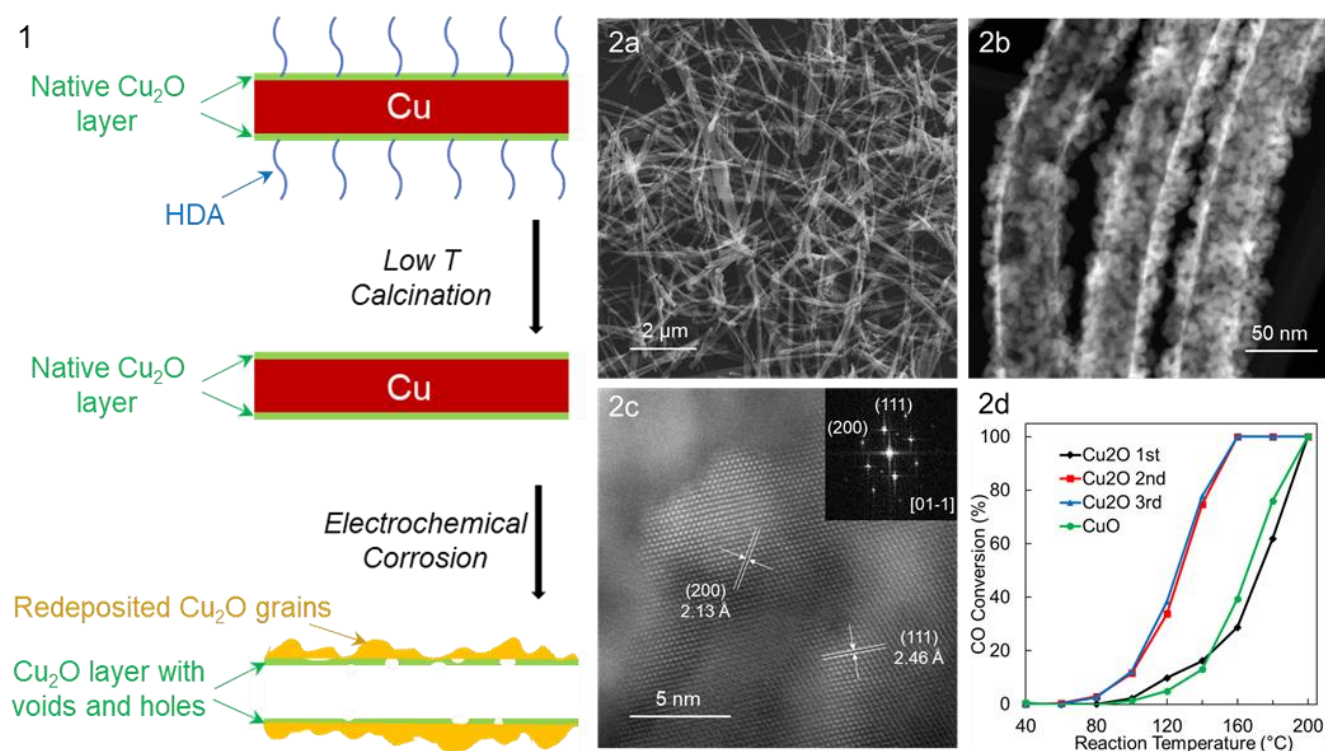 1
Native Cu₂O
layer
Cu
HDA
Low T
Calcination
Native Cu₂O
layer
Cu
Electrochemical
Corrosion
Redeposited Cu₂O grains
Cu₂O layer with
voids and holes
2a
2 µm
2b
50 nm
2c
(111)
(200)
[01-1]
(200)
2.13 Å
(111)
2.46 Å
5 nm
2d
CO Conversion (%)
100
80
60
40
20
0
Cu2O 1st
Cu2O 2nd
Cu2O 3rd
CuO
40 80 120 160 200
Reaction Temperature (°C)